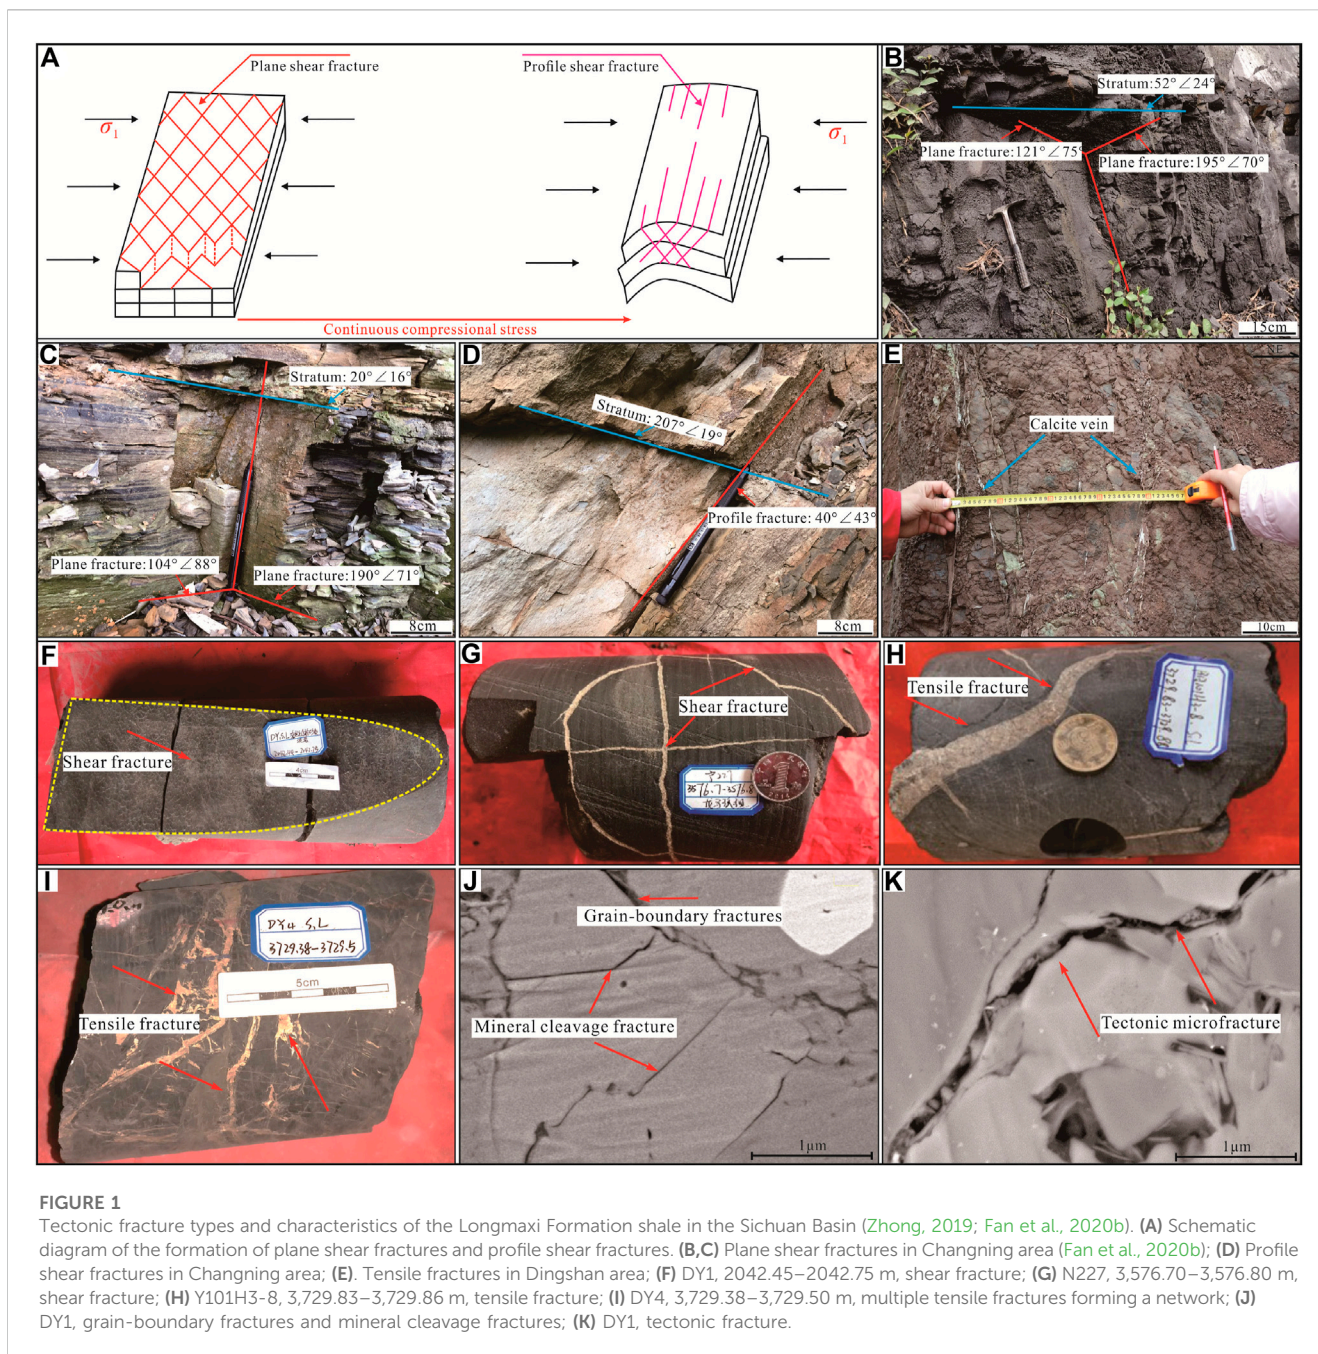 A
Plane shear fracture
Profile shear fracture
σ1
σ1
Continuous compressional stress
B
Stratum:52°∠24°
Plane fracture:121°∠75°
Plane fracture:195°∠70°
15cm
C
Stratum: 20°∠16°
Plane fracture:104°∠88°
Plane fracture:190°∠71°
8cm
D
Stratum: 207°∠19°
Profile fracture: 40°∠43°
8cm
E
NE
Calcite vein
10cm
F
Shear fracture
G
Shear fracture
H
Tensile fracture
I
DY4 S,L
3729.38-3729.5
5cm
Tensile fracture
J
Grain-boundary fractures
Mineral cleavage fracture
1μm
K
Tectonic microfracture
1μm
FIGURE 1
Tectonic fracture types and characteristics of the Longmaxi Formation shale in the Sichuan Basin (Zhong, 2019; Fan et al., 2020b). (A) Schematic
diagram of the formation of plane shear fractures and profile shear fractures. (B,C) Plane shear fractures in Changning area (Fan et al., 2020b); (D) Profile
shear fractures in Changning area; (E). Tensile fractures in Dingshan area; (F) DY1, 2042.45–2042.75 m, shear fracture; (G) N227, 3,576.70–3,576.80 m,
shear fracture; (H) Y101H3-8, 3,729.83–3,729.86 m, tensile fracture; (I) DY4, 3,729.38–3,729.50 m, multiple tensile fractures forming a network; (J)
DY1, grain-boundary fractures and mineral cleavage fractures; (K) DY1, tectonic fracture.